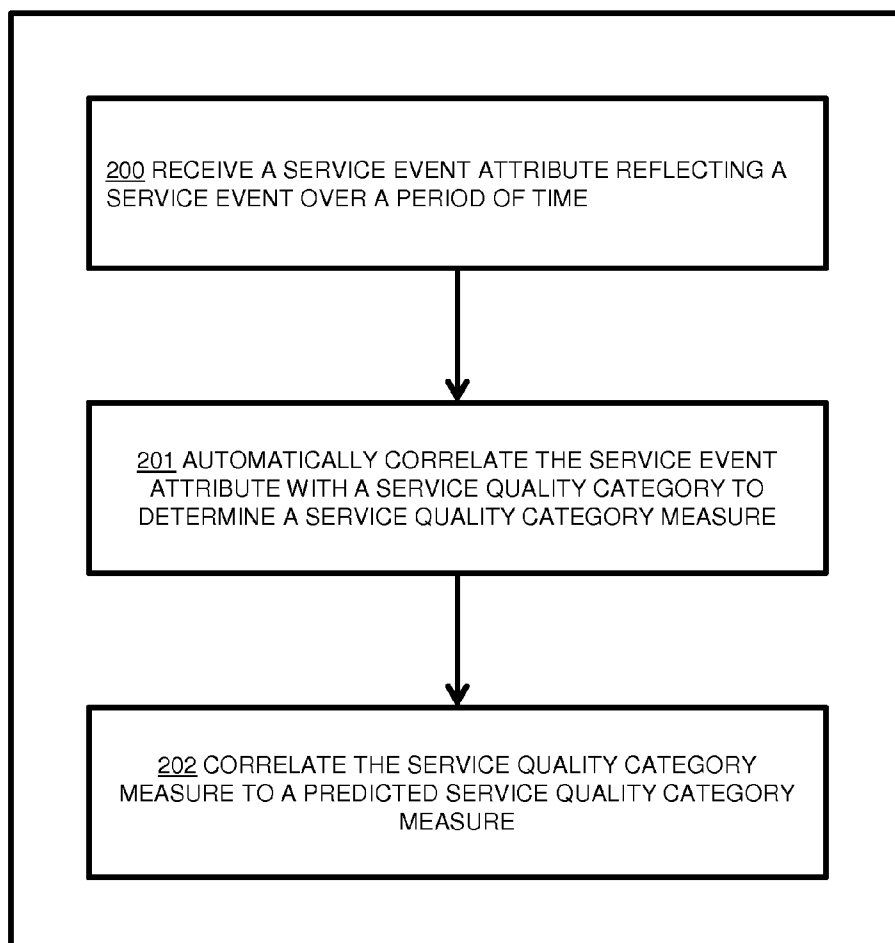 200 RECEIVE A SERVICE EVENT ATTRIBUTE REFLECTING A
SERVICE EVENT OVER A PERIOD OF TIME
201 AUTOMATICALLY CORRELATE THE SERVICE EVENT
ATTRIBUTE WITH A SERVICE QUALITY CATEGORY TO
DETERMINE A SERVICE QUALITY CATEGORY MEASURE
202 CORRELATE THE SERVICE QUALITY CATEGORY
MEASURE TO A PREDICTED SERVICE QUALITY CATEGORY
MEASURE